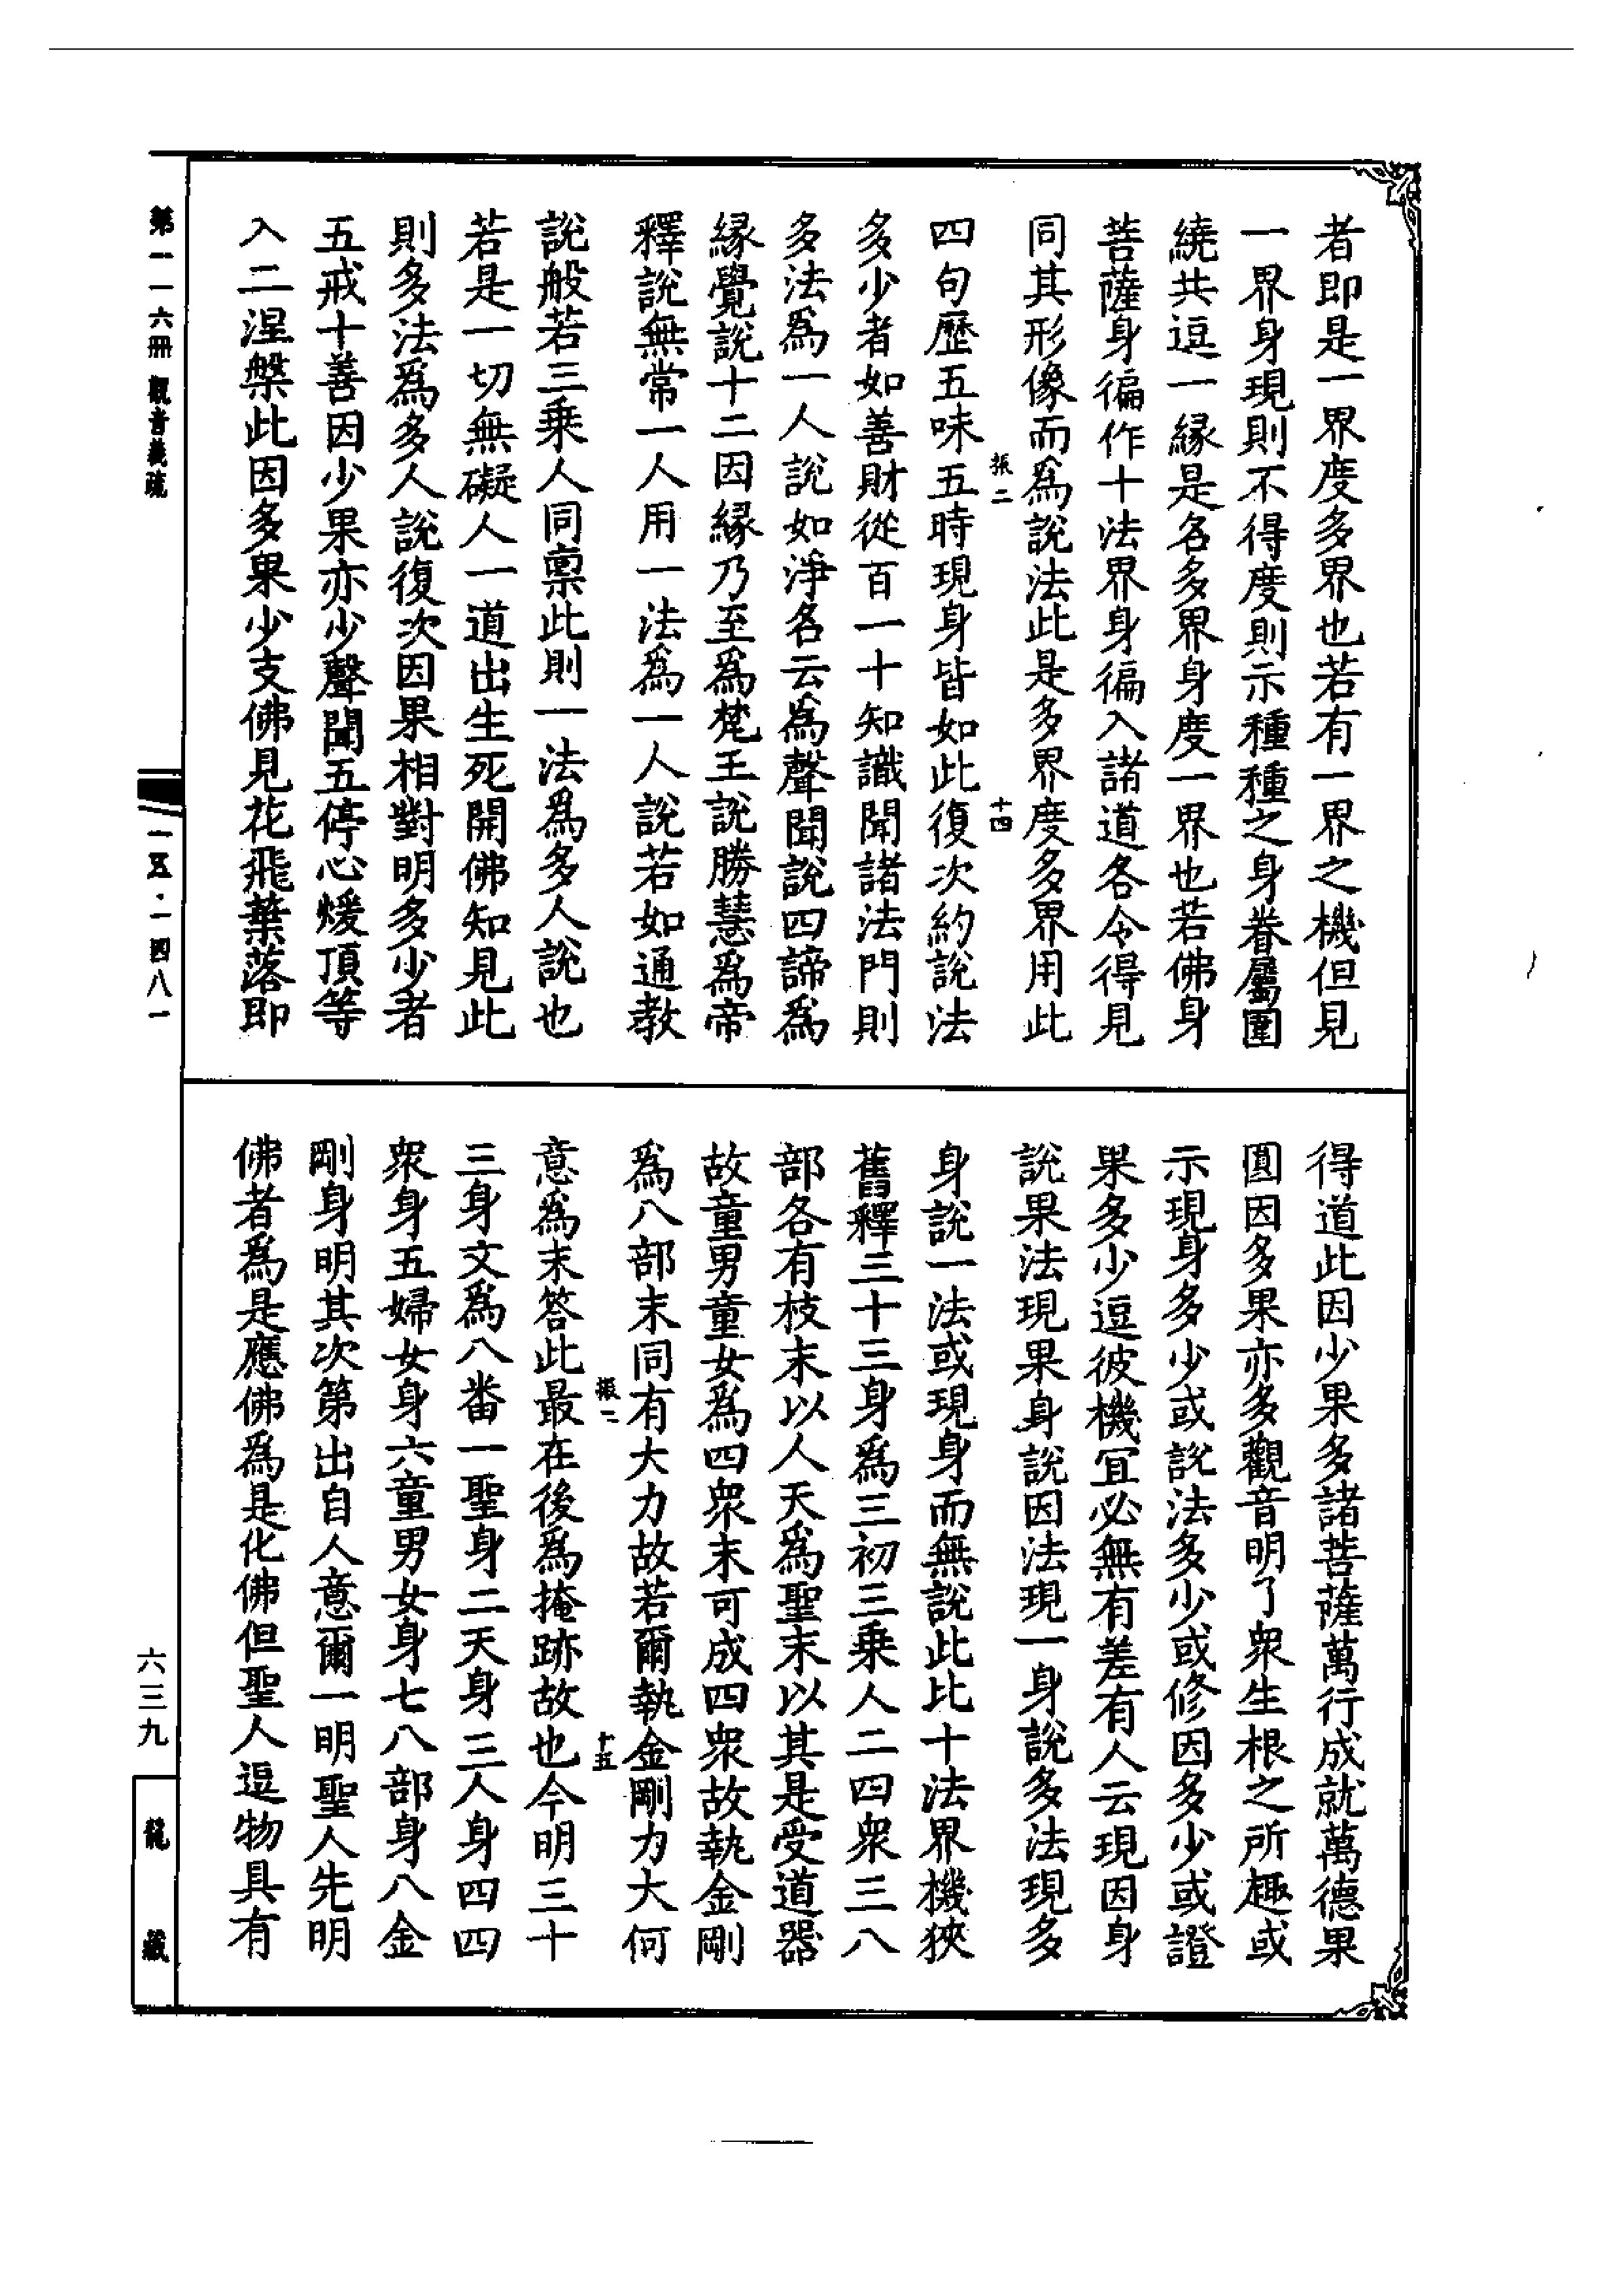 者即是一界度多界也若有一界之機但見
一界身現則不得度則示種種之身眷屬圍
繞共逗一緣是名多界身度一界也若佛身
菩薩身徧作十法界身徧入諸道各令得見
同其形像而為說法此是多界度多界用此
振二 十四
四句歷五味五時現身皆如此復次約說法
多少者如善財從百一十知識聞諸法門則
多法為一人說如淨名云為聲聞說四諦為
緣覺說十二因緣乃至為梵王說勝慧為帝
釋說無常一人用一法為一人說若如通教
說般若三乘人同稟此則一法為多人說也
若是一切無礙人一道出生死開佛知見此
則多法為多人說復次因果相對明多少者
五戒十善因少果亦少聲聞五停心煖頂等
入二涅槃此因多果少支佛見花飛葉落即
得道此因少果多諸菩薩萬行成就萬德果
圓因多果亦多觀音明了衆生根之所趣或
示現身多少或說法多少或修因多少或證
果多少逗彼機宜必無有差有人云現因身
說果法現果身說因法現一身說多法現多
身說一法或現身而無說此比十法界機狹
舊釋三十三身為三初三乘人二四衆三八
部各有枝末以人天為聖末以其是受道器
故童男童女為四衆末可成四衆故執金剛
為八部末同有大力故若爾執金剛力大何
振二 十五
意為末答此最在後為掩跡故也今明三十
三身文為八番一聖身二天身三人身四四
衆身五婦女身六童男女身七八部身八金
剛身明其次第出自人意爾一明聖人先明
佛者為是應佛為是化佛但聖人逗物具有
第一一六冊 觀音義疏
一五·一四八一
六三九
龍藏